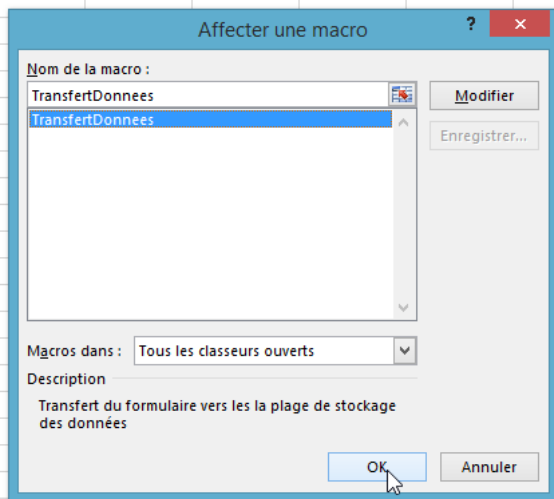 Affecter une macro
? ×
Nom de la macro :
TransfertDonnees
Modifier
TransfertDonnees
Enregistrer...
Macros dans : Tous les classeurs ouverts
Description
Transfert du formulaire vers les la plage de stockage
des données
OK Annuler